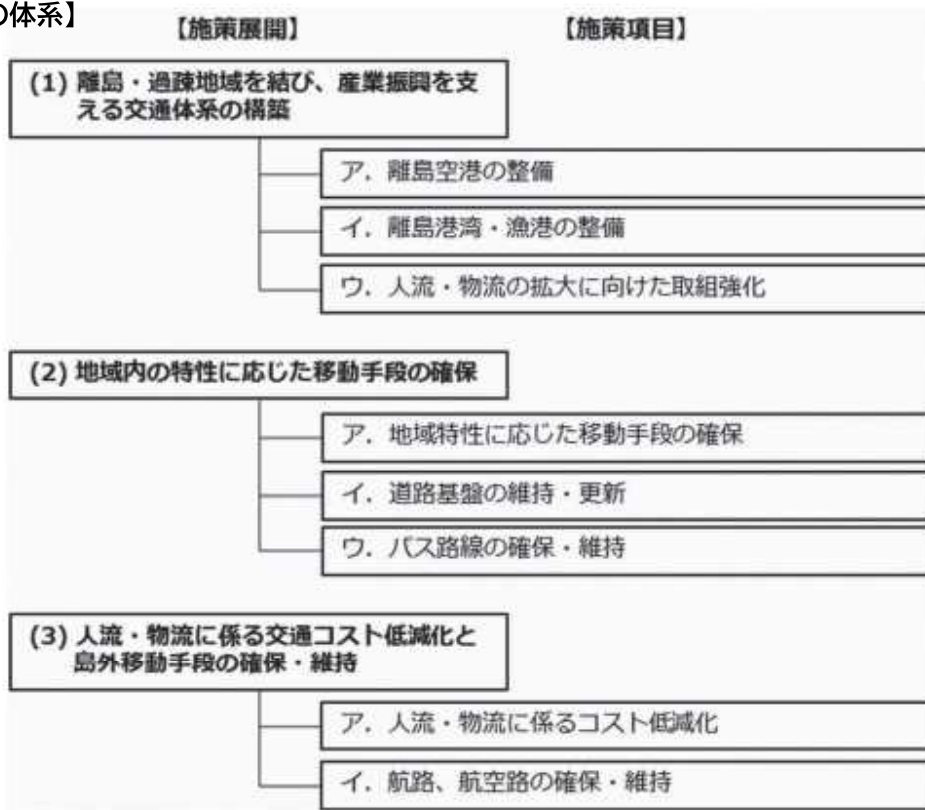 の体系】
【施策展開】 【施策項目】
(1) 離島・過疎地域を結び、産業振興を支
える交通体系の構築
ア．離島空港の整備
イ．離島港湾・漁港の整備
ウ．人流・物流の拡大に向けた取組強化
(2) 地域内の特性に応じた移動手段の確保
ア．地域特性に応じた移動手段の確保
イ．道路基盤の維持・更新
ウ．バス路線の確保・維持
(3) 人流・物流に係る交通コスト低減化と
島外移動手段の確保・維持
ア．人流・物流に係るコスト低減化
イ．航路、航空路の確保・維持